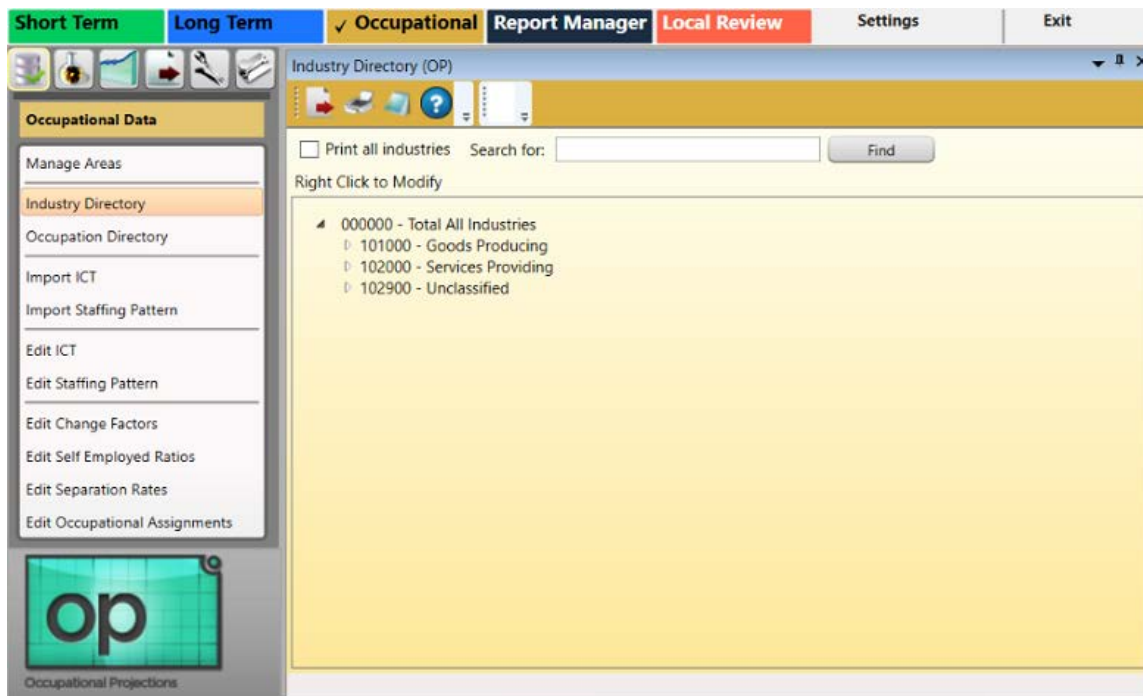 Short Term Long Term ✓ Occupational Report Manager Local Review Settings Exit
Industry Directory (OP)
Occupational Data
Print all industries Search for: Find
Manage Areas
Right Click to Modify
Industry Directory
Occupation Directory
Import ICT
Import Staffing Pattern
Edit ICT
Edit Staffing Pattern
Edit Change Factors
Edit Self Employed Ratios
Edit Separation Rates
Edit Occupational Assignments
000000 - Total All Industries
101000 - Goods Producing
102000 - Services Providing
102900 - Unclassified
op
Occupational Projections